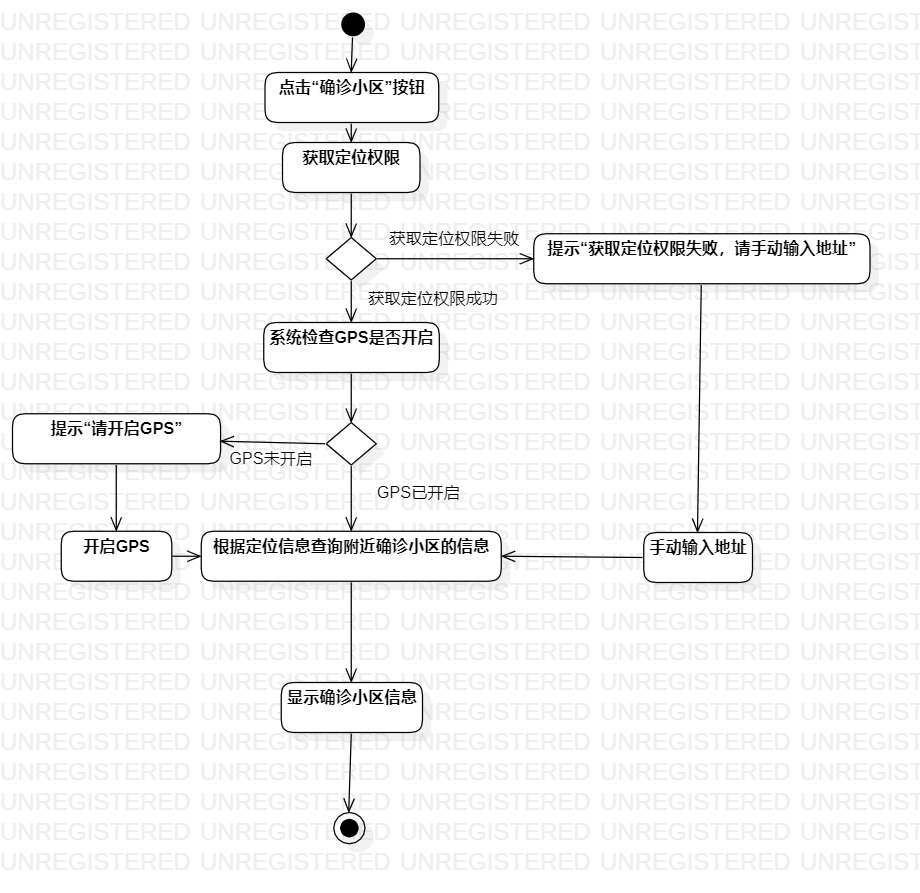 点击“确诊小区”按钮
获取定位权限
获取定位权限失败
提示“获取定位权限失败，请手动输入地址”
获取定位权限成功
系统检查GPS是否开启
提示“请开启GPS”
GPS未开启
GPS已开启
开启GPS
根据定位信息查询附近确诊小区的信息
手动输入地址
显示确诊小区信息